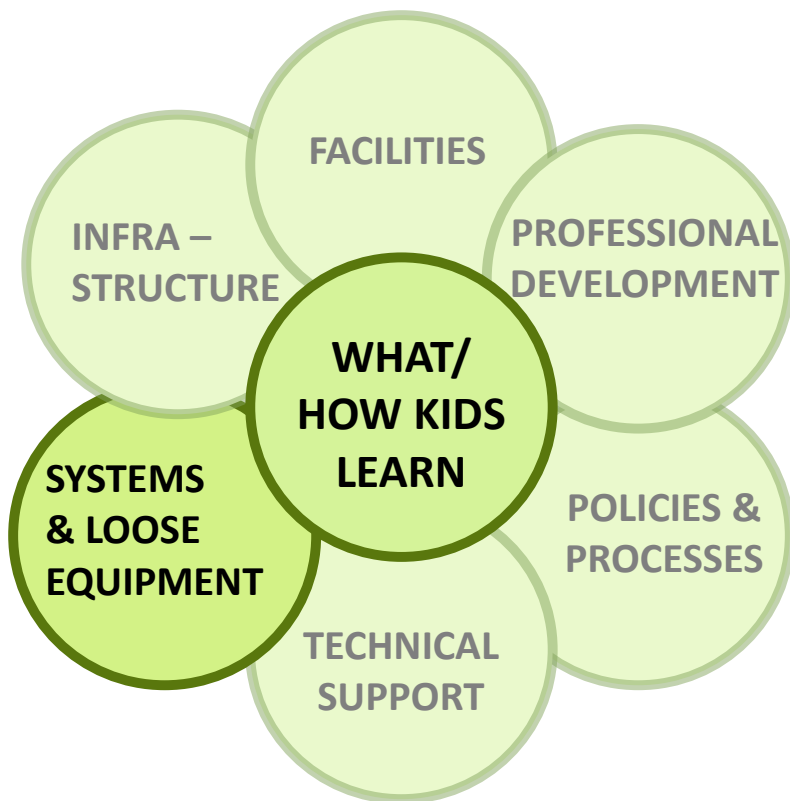 FACILITIES
INFRA –
STRUCTURE
PROFESSIONAL
DEVELOPMENT
WHAT/
HOW KIDS
LEARN
SYSTEMS
& LOOSE
EQUIPMENT
POLICIES &
PROCESSES
TECHNICAL
SUPPORT